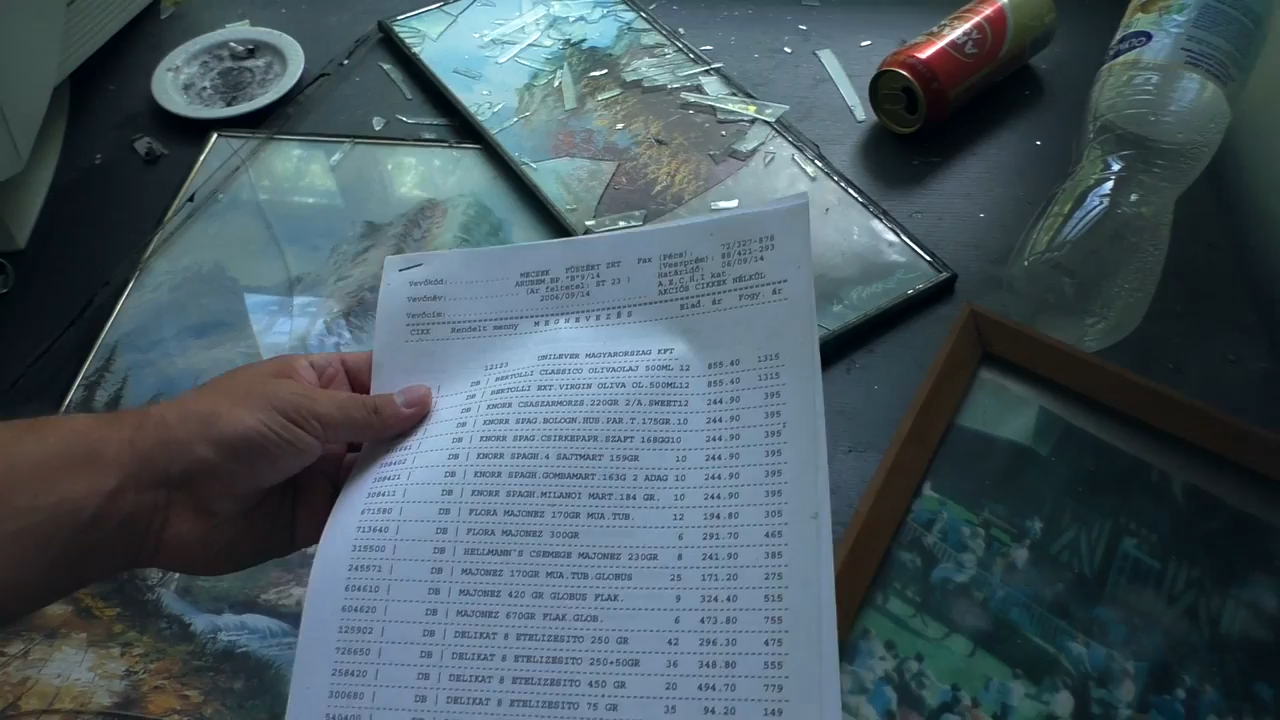 MECZEK FŰSZÉRT ZRT Fax (Pécs): 72/327-878
Vevőkód: ARUBEM.BP."B"9/14 (Veszprém): 88/421-293
(Ár feltétel: ST 23 ) Határidő: 06/09/14
Vevőnév: 2006/09/14 A,Z,C,H,I kat.
Vevőcím: AKCIÓS CIKKEK NÉLKÜL
CIKK Rendelt menny M E G N E V E Z É S Elad. ár Fogy. ár
12123 UNILEVER MAGYARORSZAG KFT
DB | BERTOLLI CLASSICO OLIVAOLAJ 500ML 12 855.40 1315
DB | BERTOLLI EXT.VIRGIN OLIVA OL.500ML12 855.40 1315
DB | KNORR CSASZARMORZS.220GR 2/A.SWEET12 244.90 395
DB | KNORR SPAG.BOLOGN.HUS.PAR.T.175GR.10 244.90 395
DB | KNORR SPAG.CSIRKEPAPR.SZAFT 168GG10 244.90 395
308402 | DB | KNORR SPAGH.4 SAJTMART 159GR 10 244.90 395
308421 | DB | KNORR SPAGH.GOMBAMART.163G 2 ADAG 10 244.90 395
308412 | DB | KNORR SPAGH.MILANOI MART.184 GR. 10 244.90 395
671580 | DB | FLORA MAJONEZ 170GR MUA.TUB. 12 194.80 305
713640 | DB | FLORA MAJONEZ 300GR 6 291.70 465
315500 | DB | HELLMANN`S CSEMEGE MAJONEZ 230GR 8 241.90 385
245571 | DB | MAJONEZ 170GR MUA.TUB.GLOBUS 25 171.20 275
604610 | DB | MAJONEZ 420 GR GLOBUS FLAK. 9 324.40 515
604620 | DB | MAJONEZ 670GR FLAK.GLOB. 6 473.80 755
125902 | DB | DELIKAT 8 ETELIZESITO 250 GR 42 296.30 475
726650 | DB | DELIKAT 8 ETELIZESITO 250+50GR 36 348.80 555
258420 | DB | DELIKAT 8 ETELIZESITO 450 GR 20 494.70 779
300680 | DB | DELIKAT 8 ETELIZESITO 75 GR 35 94.20 149